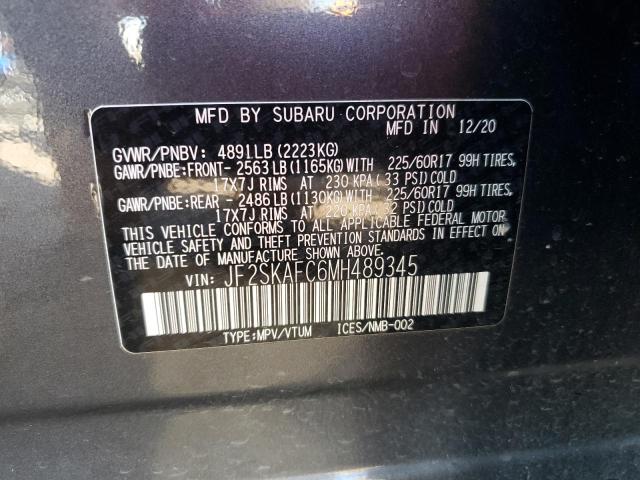 MFD BY SUBARU CORPORATION
MFD IN 12/20
GVWR/PNBV: 4891LB (2223KG)
GAWR/PNBE:FRONT- 2563 LB (1165KG) WITH 225/60R17 99H TIRES,
17X7J RIMS AT 230 KPA ( 33 PSI) COLD
GAWR/PNBE:REAR - 2486 LB (1130KG) WITH 225/60R17 99H TIRES,
17X7J RIMS AT 220 KPA ( 32 PSI) COLD
THIS VEHICLE CONFORMS TO ALL APPLICABLE FEDERAL MOTOR
VEHICLE SAFETY AND THEFT PREVENTION STANDARDS IN EFFECT
ON THE DATE OF MANUFACTURE SHOWN ABOVE.
VIN: JF2SKAFC6MH489345
TYPE:MPV/VTUM ICES/NMB-002